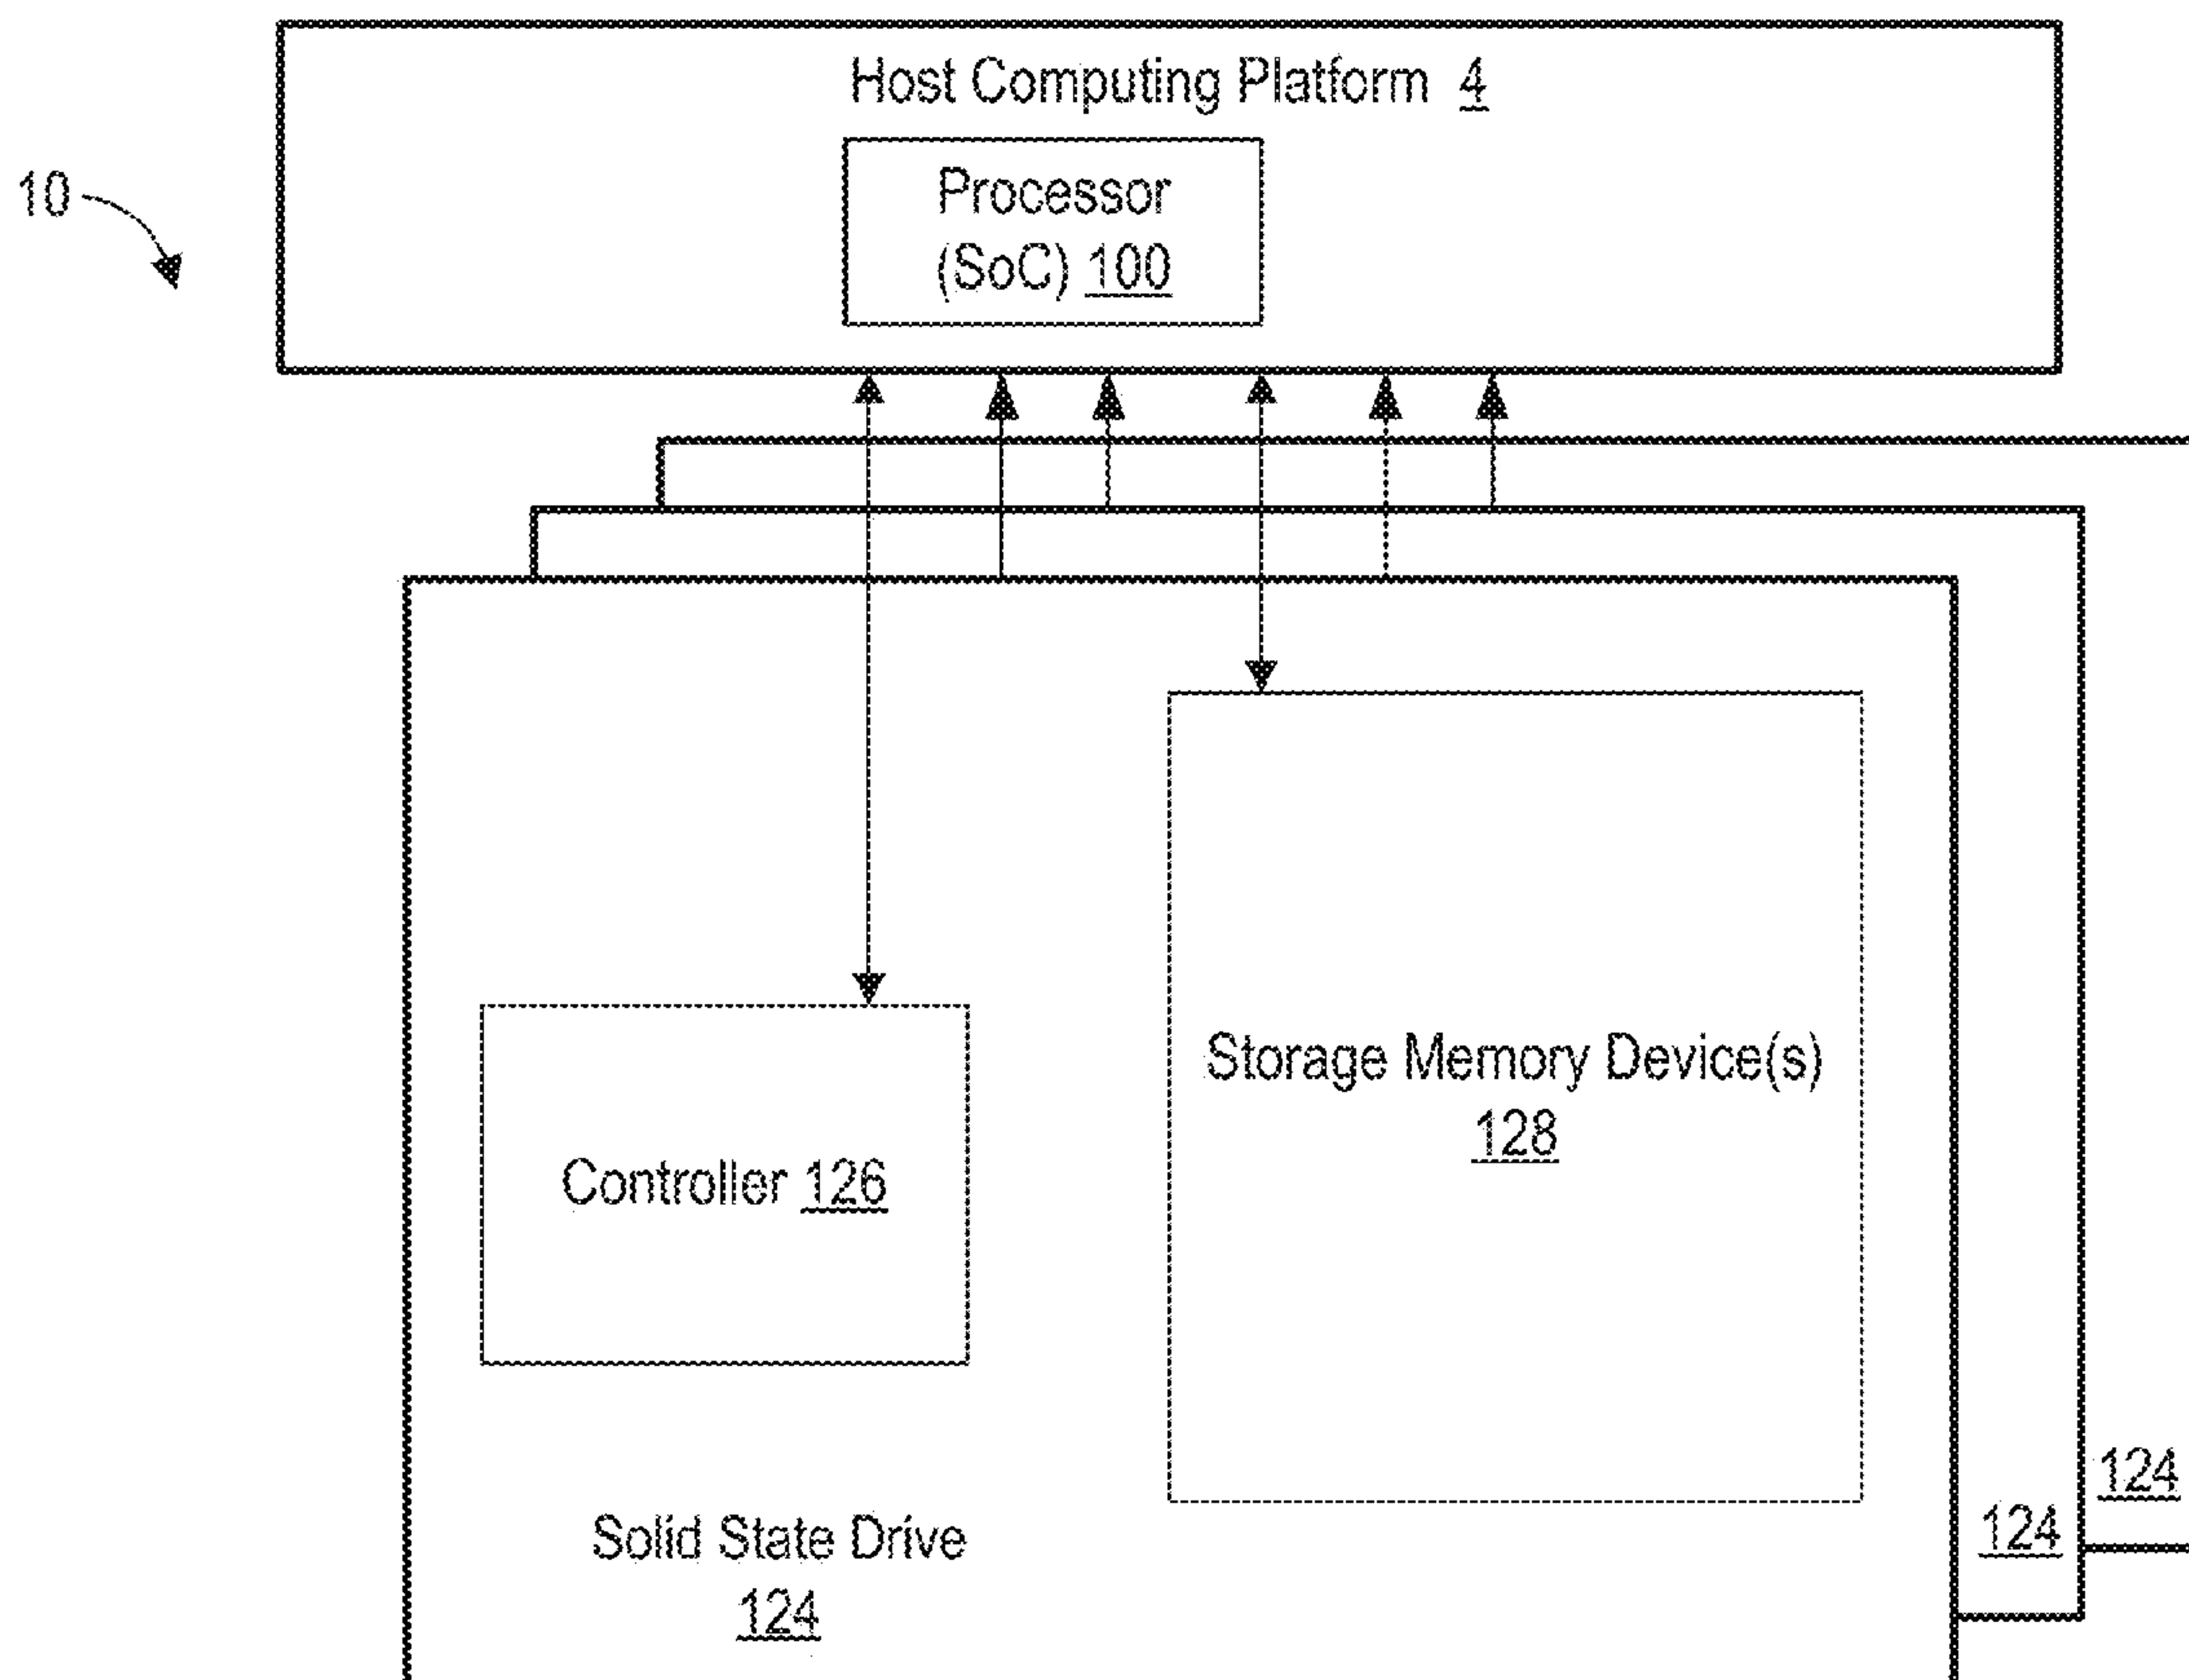 Host Computing Platform 4
10
Processor
(SoC) 100
Storage Memory Device(s)
128
Controller 126
124
124
Solid State Drive
124